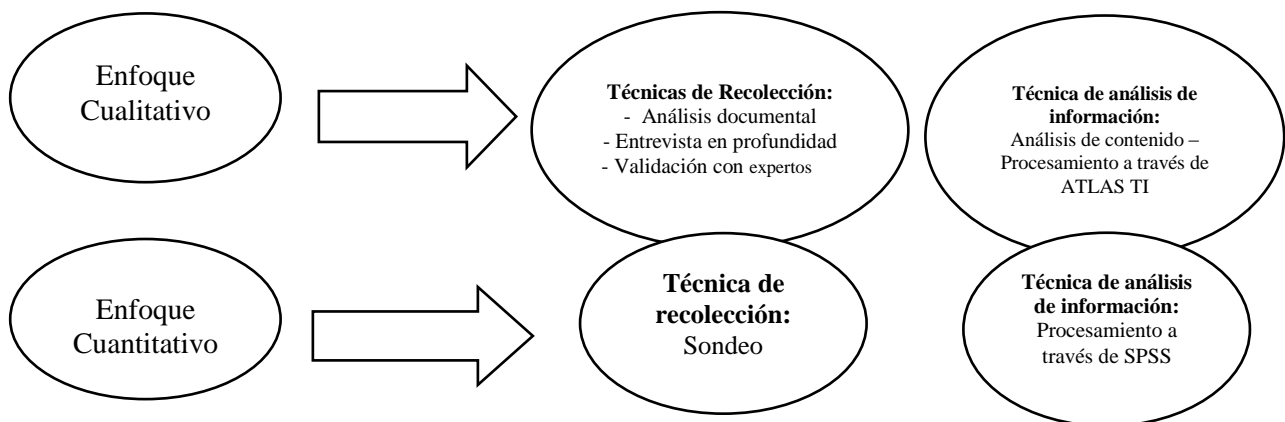 Enfoque
Cualitativo
Técnicas de Recolección:
- Análisis documental
- Entrevista en profundidad
- Validación con expertos
Técnica de análisis de
información:
Análisis de contenido –
Procesamiento a través de
ATLAS TI
Enfoque
Cuantitativo
Técnica de
recolección:
Sondeo
Técnica de análisis
de información:
Procesamiento a
través de SPSS